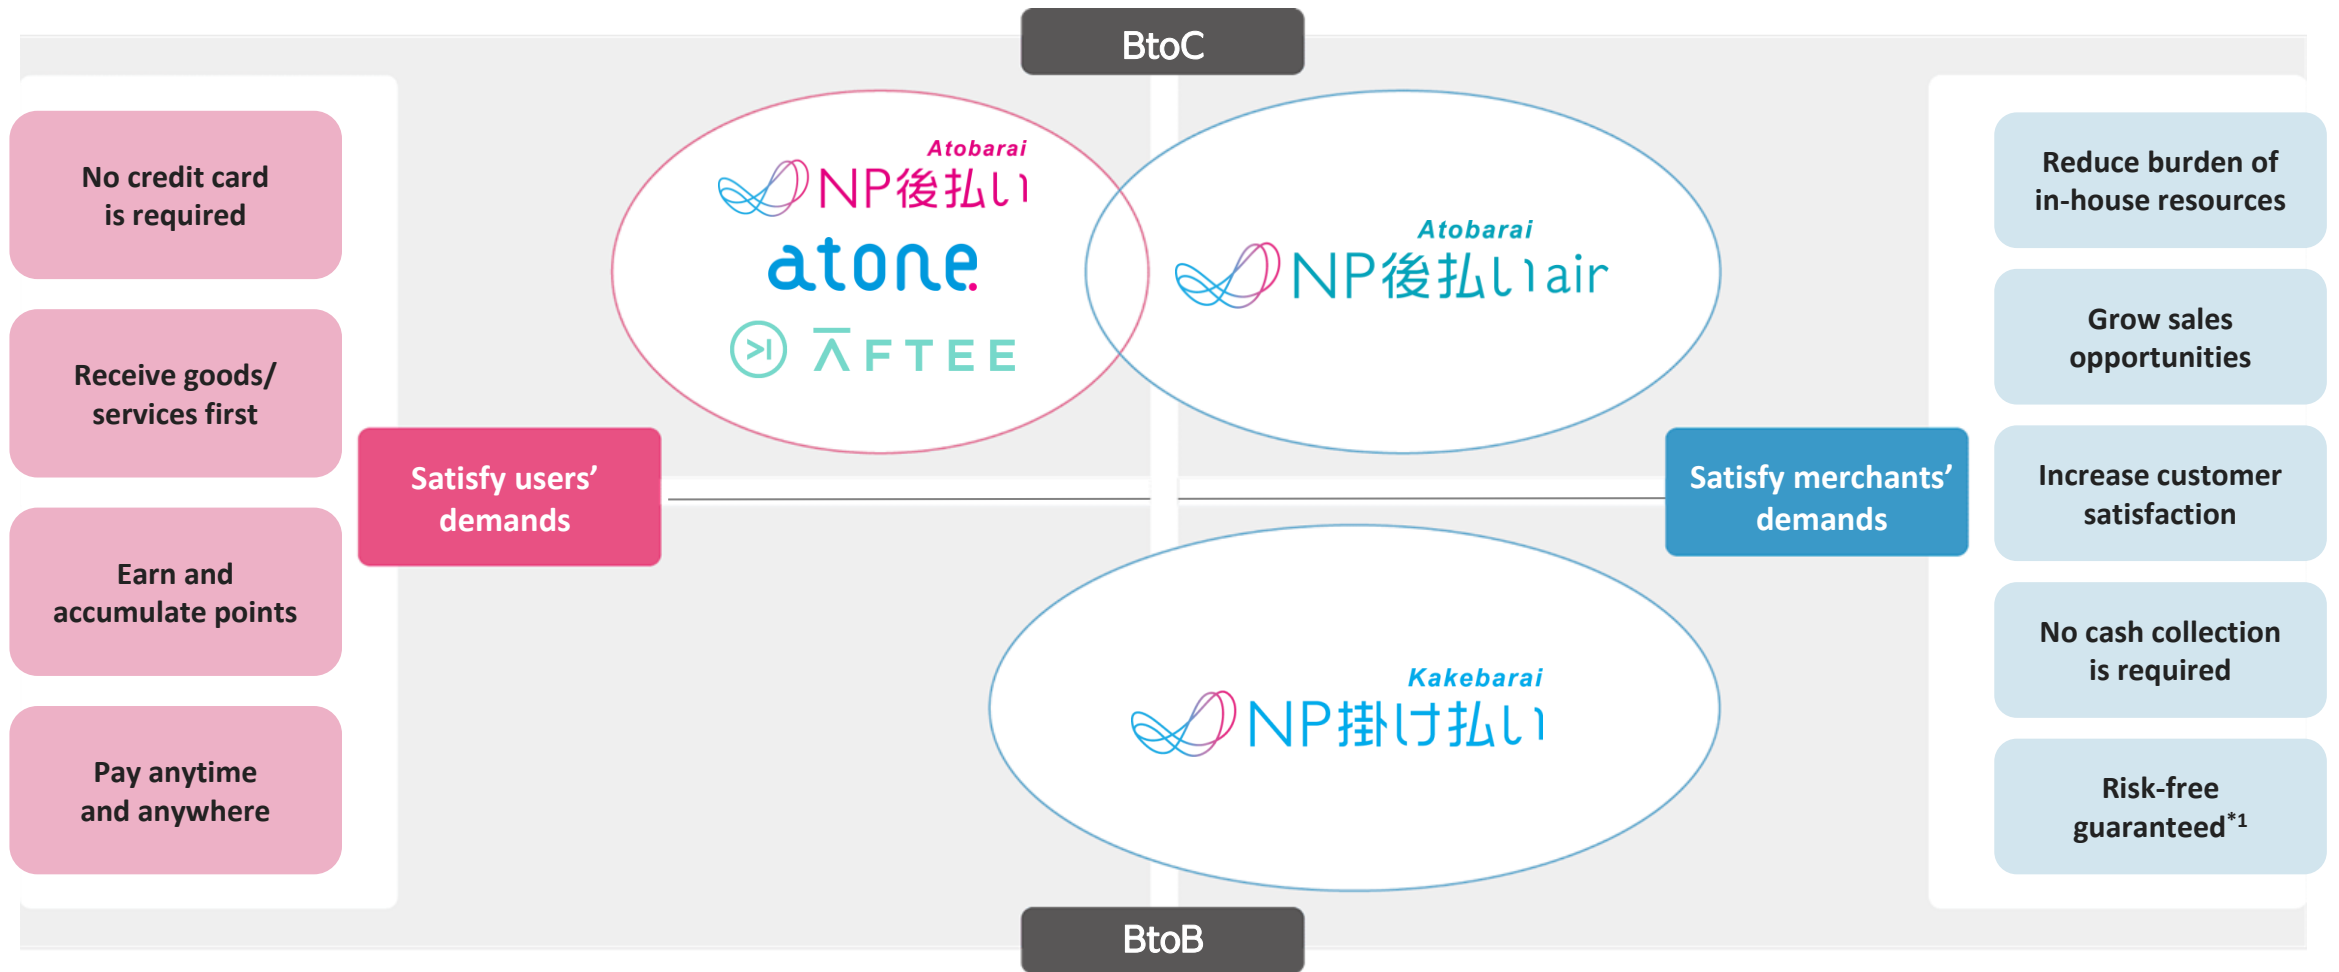 BtoC
No credit card
is required
Receive goods/
services first
Earn and
accumulate points
Pay anytime
and anywhere
Satisfy users’
demands
Atobarai
NP後払い
atone.
AFTEE
Atobarai
NP後払いair
Kakebarai
NP掛け払い
Satisfy merchants’
demands
Reduce burden of
in-house resources
Grow sales
opportunities
Increase customer
satisfaction
No cash collection
is required
Risk-free
guaranteed*1
BtoB